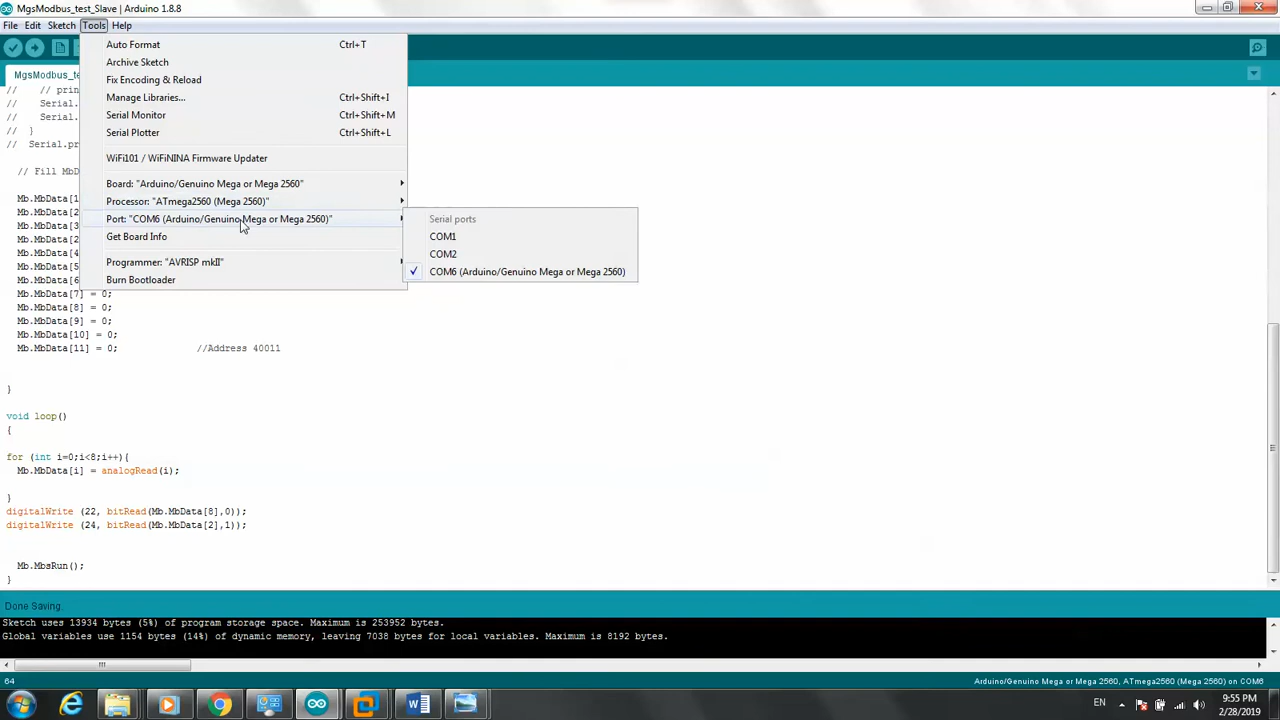 MgsModbus_test_Slave | Arduino 1.8.8
File Edit Sketch Tools Help
Auto Format Ctrl+T
Archive Sketch
Fix Encoding & Reload
Manage Libraries... Ctrl+Shift+I
Serial Monitor Ctrl+Shift+M
Serial Plotter Ctrl+Shift+L
WiFi101 / WiFiNINA Firmware Updater
Board: "Arduino/Genuino Mega or Mega 2560"
Processor: "ATmega2560 (Mega 2560)"
Port: "COM6 (Arduino/Genuino Mega or Mega 2560)"
Get Board Info
Programmer: "AVRISP mkII"
Burn Bootloader
Serial ports
COM1
COM2
COM6 (Arduino/Genuino Mega or Mega 2560)
MgsModbus_te
// // prin
// Serial.
// Serial.
// }
// Serial.pr
// Fill MbD
Mb.MbData[1
Mb.MbData[2
Mb.MbData[3
Mb.MbData[2
Mb.MbData[4
Mb.MbData[5
Mb.MbData[6
Mb.MbData[7] = 0;
Mb.MbData[8] = 0;
Mb.MbData[9] = 0;
Mb.MbData[10] = 0;
Mb.MbData[11] = 0; //Address 40011
}
void loop()
{
for (int i=0;i<8;i++){
Mb.MbData[i] = analogRead(i);
}
digitalWrite (22, bitRead(Mb.MbData[8],0));
digitalWrite (24, bitRead(Mb.MbData[2],1));
Mb.MbsRun();
}
Done Saving.
Sketch uses 13934 bytes (5%) of program storage space. Maximum is 253952 bytes.
Global variables use 1154 bytes (14%) of dynamic memory, leaving 7038 bytes for local variables. Maximum is 8192 bytes.
64 Arduino/Genuino Mega or Mega 2560, ATmega2560 (Mega 2560) on COM6
EN 9:55 PM
2/28/2019